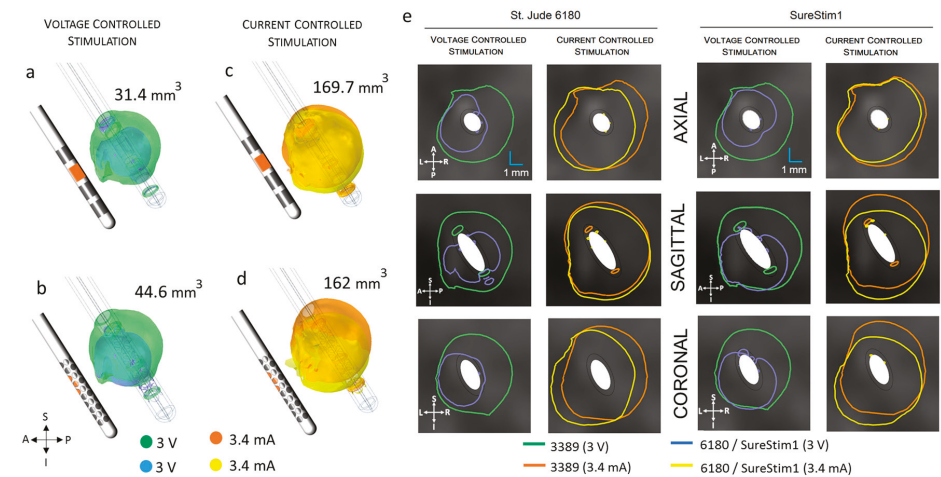 VOLTAGE CONTROLLED
STIMULATION
CURRENT CONTROLLED
STIMULATION
a
31.4 mm3
c
169.7 mm3
b
44.6 mm3
d
162 mm3
S
A P
I
3 V
3.4 mA
3 V
3.4 mA
e
St. Jude 6180
SureStim1
VOLTAGE CONTROLLED
STIMULATION
CURRENT CONTROLLED
STIMULATION
VOLTAGE CONTROLLED
STIMULATION
CURRENT CONTROLLED
STIMULATION
A
L R
P
1 mm
AXIAL
A
L R
P
1 mm
S
A P
I
SAGITTAL
S
A P
I
S
L R
I
CORONAL
S
L R
I
3389 (3 V)
6180 / SureStim1 (3 V)
3389 (3.4 mA)
6180 / SureStim1 (3.4 mA)